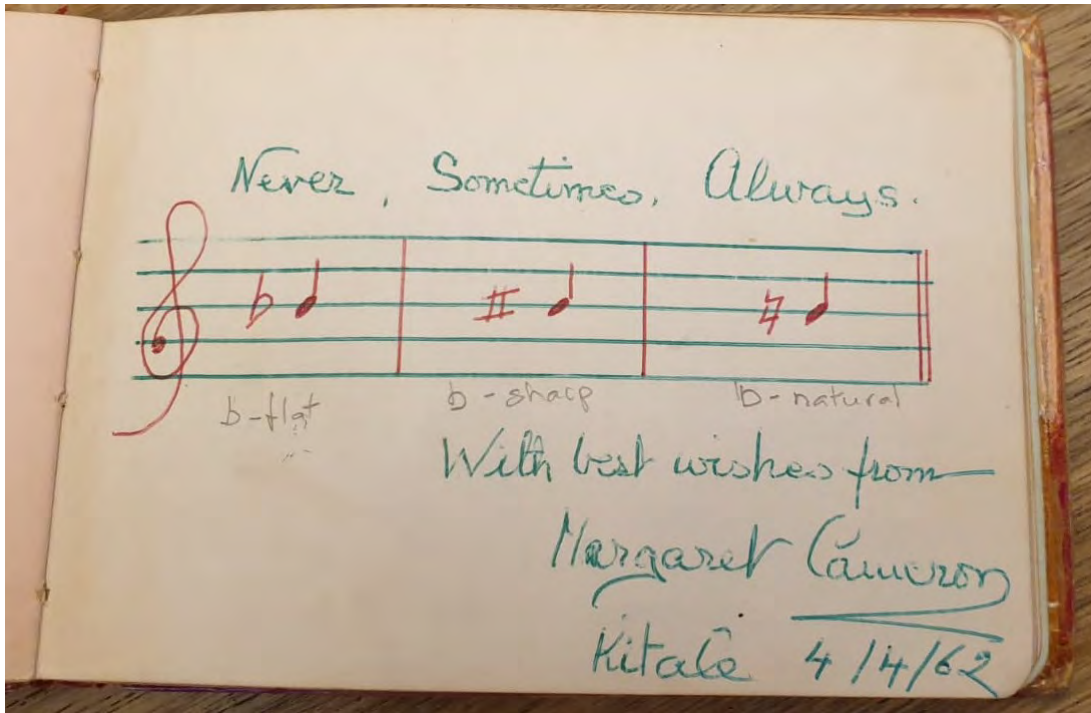 Never, Sometimes, Always.
b-flat b-sharp b-natural
With best wishes from
Margaret Cameron
Kitale 4/4/62